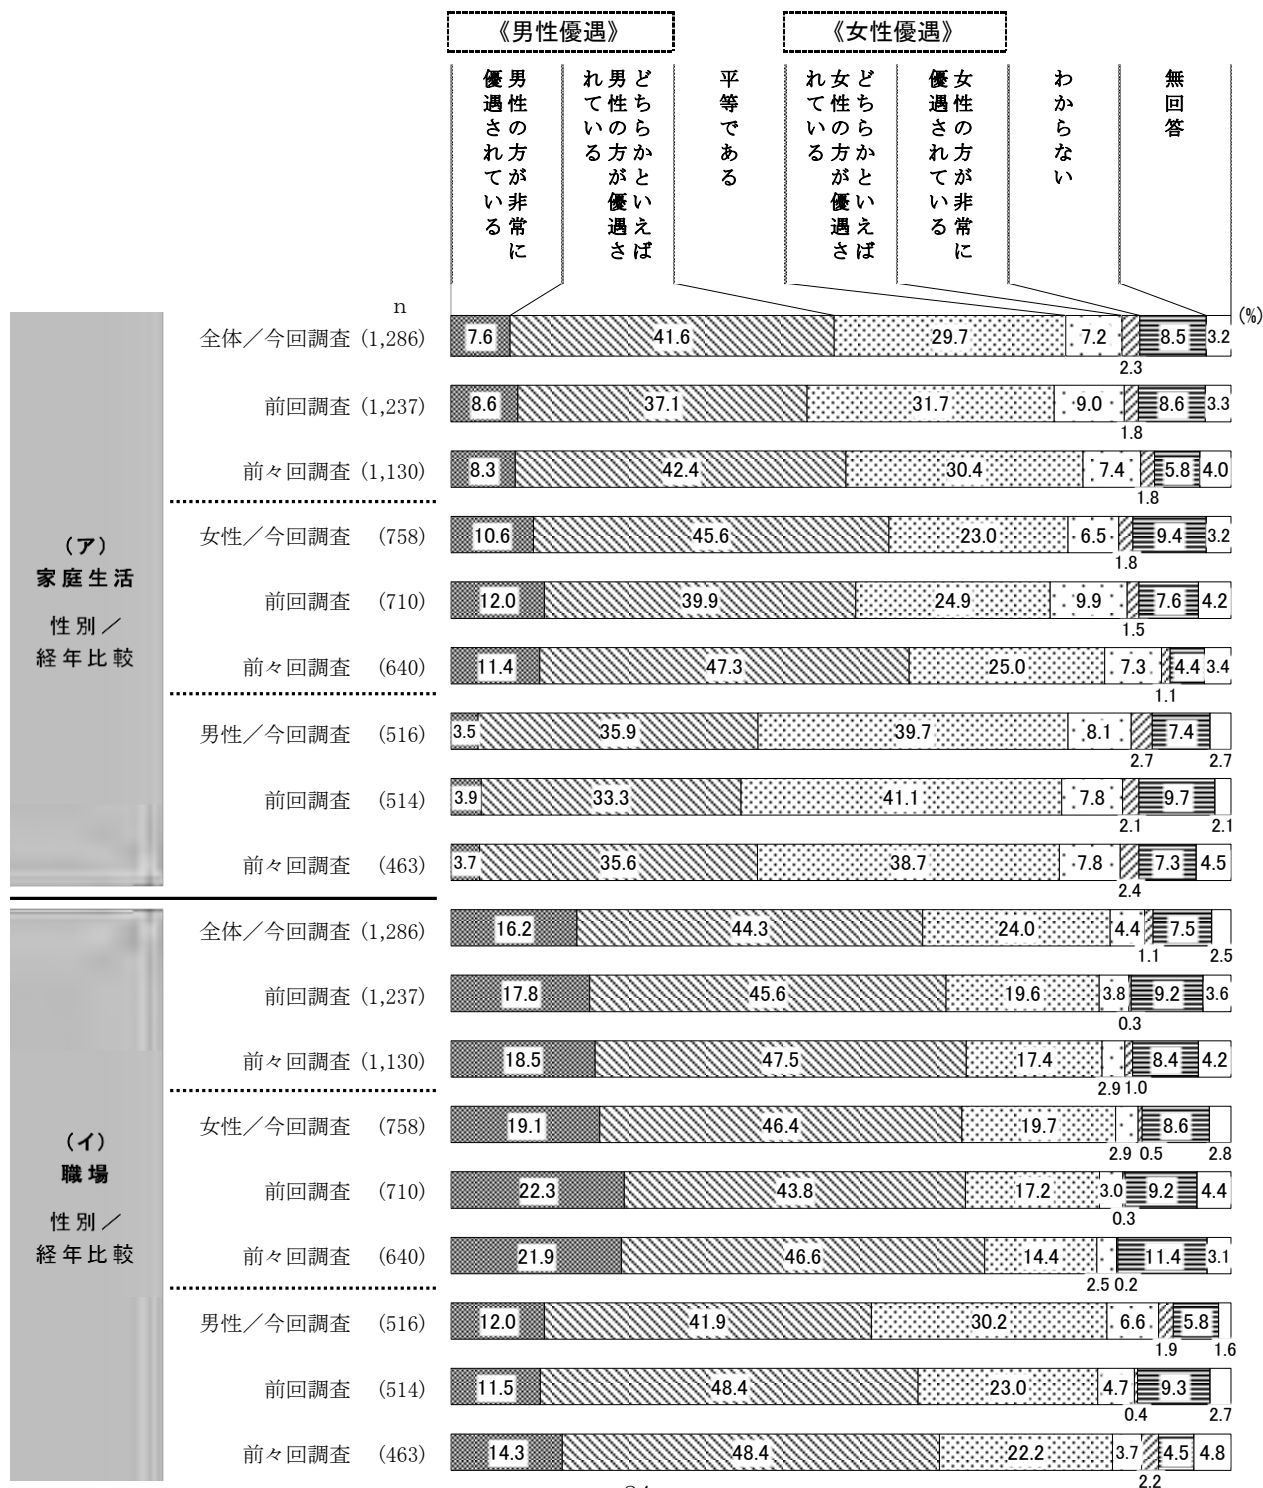 《男性優遇》 《女性優遇》
男性の方が非常に優遇されている
どちらかといえば男性の方が優遇されている
平等である
どちらかといえば女性の方が優遇されている
女性の方が非常に優遇されている
わからない
無回答
n
(%)
全体／今回調査 (1,286) 7.6 41.6 29.7 7.2 2.3 8.5 3.2
前回調査 (1,237) 8.6 37.1 31.7 9.0 1.8 8.6 3.3
前々回調査 (1,130) 8.3 42.4 30.4 7.4 1.8 5.8 4.0
女性／今回調査 (758) 10.6 45.6 23.0 6.5 1.8 9.4 3.2
(ア)
家庭生活
性別／
経年比較
前回調査 (710) 12.0 39.9 24.9 9.9 1.5 7.6 4.2
前々回調査 (640) 11.4 47.3 25.0 7.3 1.1 4.4 3.4
男性／今回調査 (516) 3.5 35.9 39.7 8.1 2.7 7.4 2.7
前回調査 (514) 3.9 33.3 41.1 7.8 2.1 9.7 2.1
前々回調査 (463) 3.7 35.6 38.7 7.8 2.4 7.3 4.5
全体／今回調査 (1,286) 16.2 44.3 24.0 4.4 1.1 7.5 2.5
前回調査 (1,237) 17.8 45.6 19.6 3.8 0.3 9.2 3.6
前々回調査 (1,130) 18.5 47.5 17.4 2.9 1.0 8.4 4.2
女性／今回調査 (758) 19.1 46.4 19.7 2.9 0.5 8.6 2.8
(イ)
職場
性別／
経年比較
前回調査 (710) 22.3 43.8 17.2 3.0 0.3 9.2 4.4
前々回調査 (640) 21.9 46.6 14.4 2.5 0.2 11.4 3.1
男性／今回調査 (516) 12.0 41.9 30.2 6.6 1.9 5.8 1.6
前回調査 (514) 11.5 48.4 23.0 4.7 0.4 9.3 2.7
前々回調査 (463) 14.3 48.4 22.2 3.7 2.2 4.5 4.8